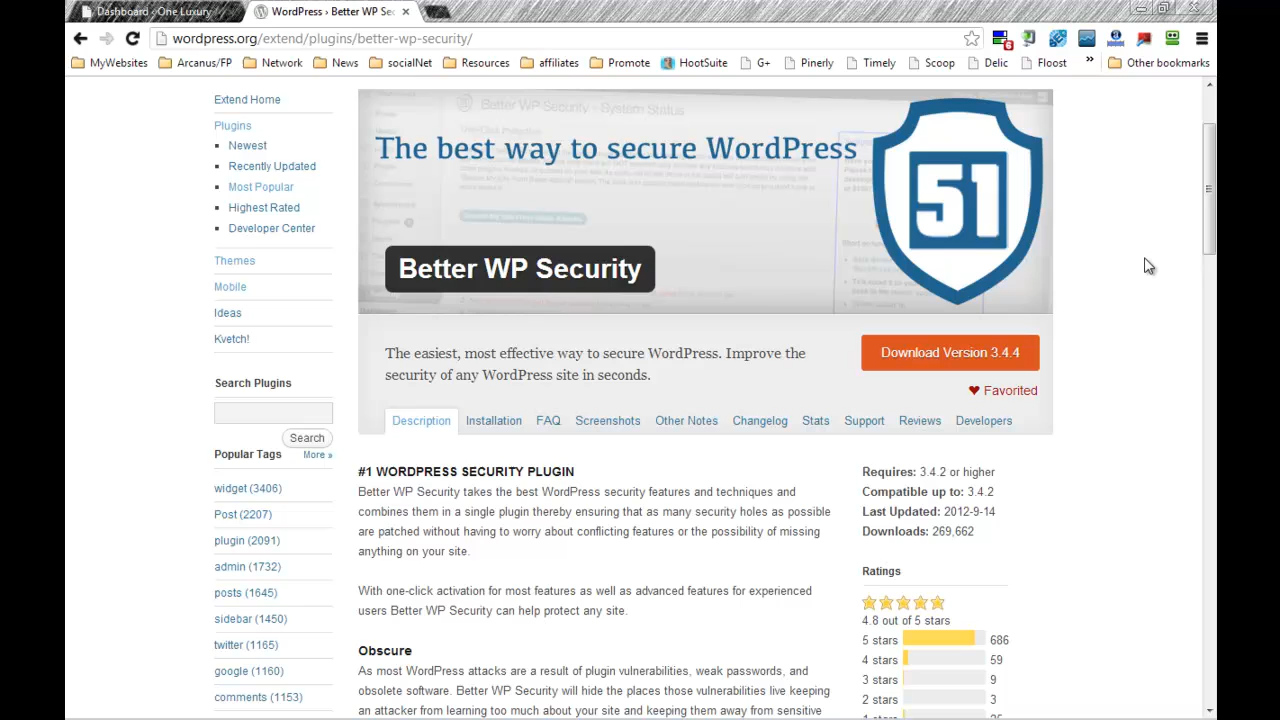 Dashboard ‹ One Luxury
WordPress › Better WP Sec
wordpress.org/extend/plugins/better-wp-security/
MyWebsites Arcanus/FP Network News socialNet Resources affiliates Promote HootSuite G+ Pinerly Timely Scoop Delic Floost » Other bookmarks
Extend Home
Plugins
Newest
Recently Updated
Most Popular
Highest Rated
Developer Center
Themes
Mobile
Ideas
Kvetch!
Search Plugins
Search
Popular Tags More »
widget (3406)
Post (2207)
plugin (2091)
admin (1732)
posts (1645)
sidebar (1450)
twitter (1165)
google (1160)
comments (1153)
Better WP Security - System Status
The best way to secure WordPress
51
Better WP Security
The easiest, most effective way to secure WordPress. Improve the
security of any WordPress site in seconds.
Download Version 3.4.4
Favorited
Description Installation FAQ Screenshots Other Notes Changelog Stats Support Reviews Developers
#1 WORDPRESS SECURITY PLUGIN
Better WP Security takes the best WordPress security features and techniques and
combines them in a single plugin thereby ensuring that as many security holes as possible
are patched without having to worry about conflicting features or the possibility of missing
anything on your site.
With one-click activation for most features as well as advanced features for experienced
users Better WP Security can help protect any site.
Obscure
As most WordPress attacks are a result of plugin vulnerabilities, weak passwords, and
obsolete software. Better WP Security will hide the places those vulnerabilities live keeping
an attacker from learning too much about your site and keeping them away from sensitive
Requires: 3.4.2 or higher
Compatible up to: 3.4.2
Last Updated: 2012-9-14
Downloads: 269,662
Ratings
4.8 out of 5 stars
5 stars 686
4 stars 59
3 stars 9
2 stars 3
1 stars 25